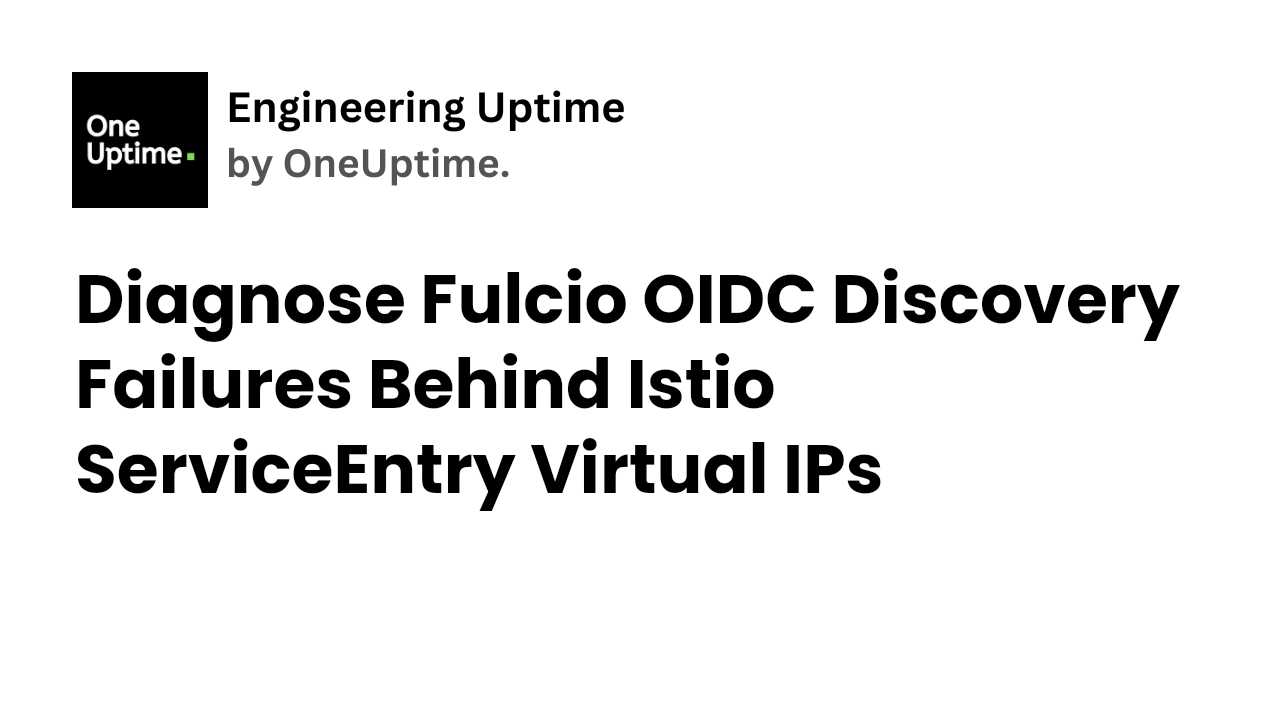 One
Uptime
Engineering Uptime
by OneUptime.
Diagnose Fulcio OIDC Discovery
Failures Behind Istio
ServiceEntry Virtual IPs